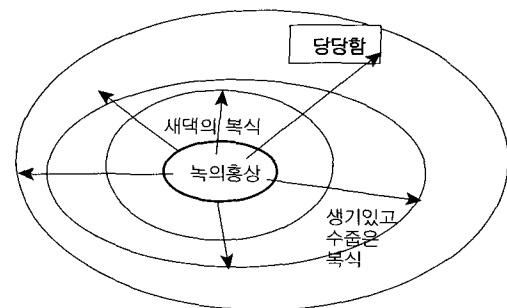 당당함
새댁의 복식
녹의홍상
생기있고
수줍은
복식